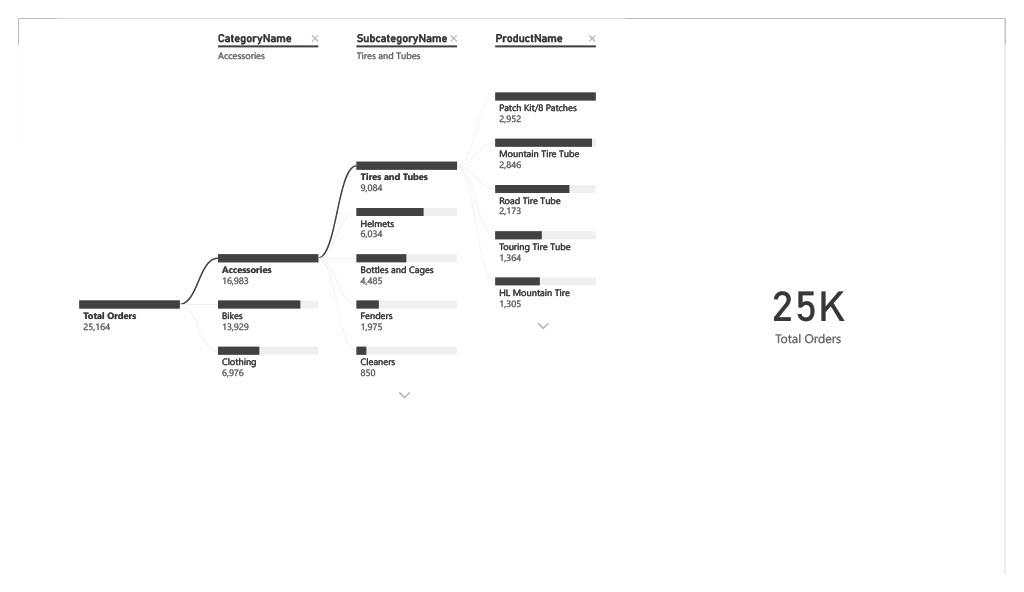 CategoryName ×
Accessories
SubcategoryName ×
Tires and Tubes
ProductName ×
Total Orders
25,164
Accessories
16,983
Bikes
13,929
Clothing
6,976
Tires and Tubes
9,084
Helmets
6,034
Bottles and Cages
4,485
Fenders
1,975
Cleaners
850
Patch Kit/8 Patches
2,952
Mountain Tire Tube
2,846
Road Tire Tube
2,173
Touring Tire Tube
1,364
HL Mountain Tire
1,305
25K
Total Orders